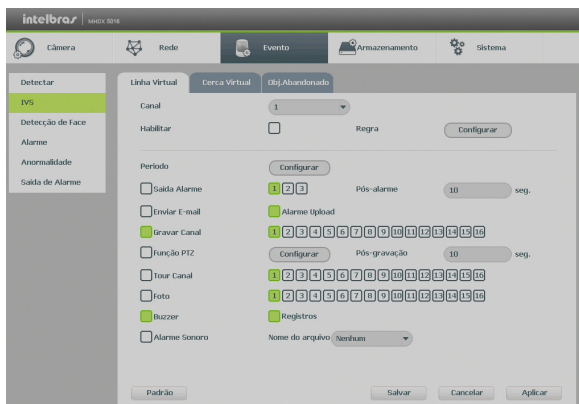 intelbras MHDX 5016
Câmera Rede Evento Armazenamento Sistema
Detectar
IVS
Detecção de Face
Alarme
Anormalidade
Saida de Alarme
Linha Virtual Cerca Virtual Obj.Abandonado
Canal 1
Habilitar Regra Configurar
Período Configurar
Saída Alarme 1 2 3 Pós-alarme 10 seg.
Enviar E-mail Alarme Upload
Gravar Canal 1 2 3 4 5 6 7 8 9 10 11 12 13 14 15 16
Função PTZ Configurar Pós-gravação 10 seg.
Tour Canal 1 2 3 4 5 6 7 8 9 10 11 12 13 14 15 16
Foto 1 2 3 4 5 6 7 8 9 10 11 12 13 14 15 16
Buzzer Registros
Alarme Sonoro Nome do arquivo Nenhum
Padrão Salvar Cancelar Aplicar